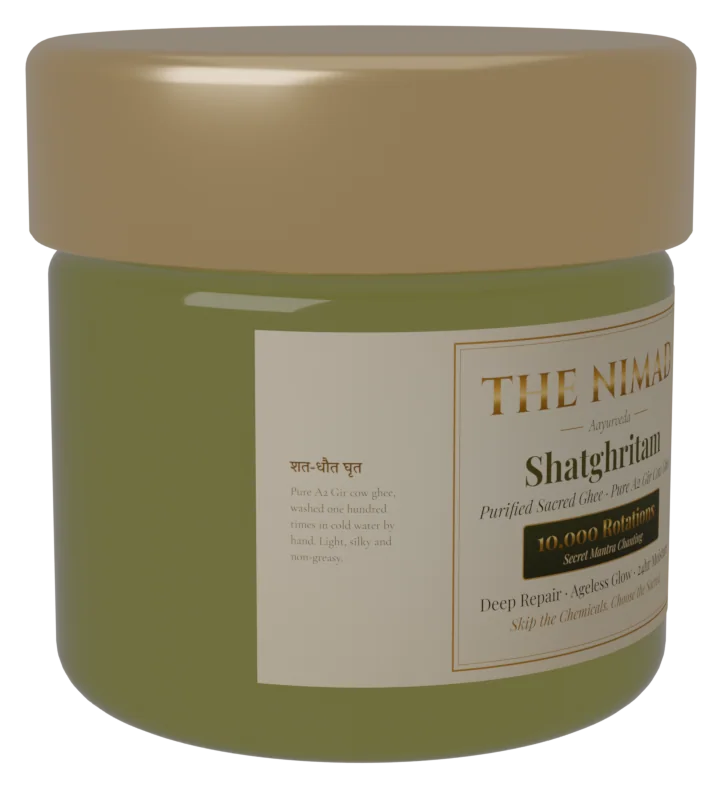 शत-धौत घृत
Pure A2 Gir cow ghee,
washed one hundred
times in cold water by
hand. Light, silky and
non-greasy.
THE NIMAD
Aayurveda
Shatghritam
Purified Sacred Ghee · Pure A2 Gir Cow
10,000 Rotations
Secret Mantra Chanting
Deep Repair · Ageless Glow · 24hr
Skip the Chemicals. Choose the Sacred.